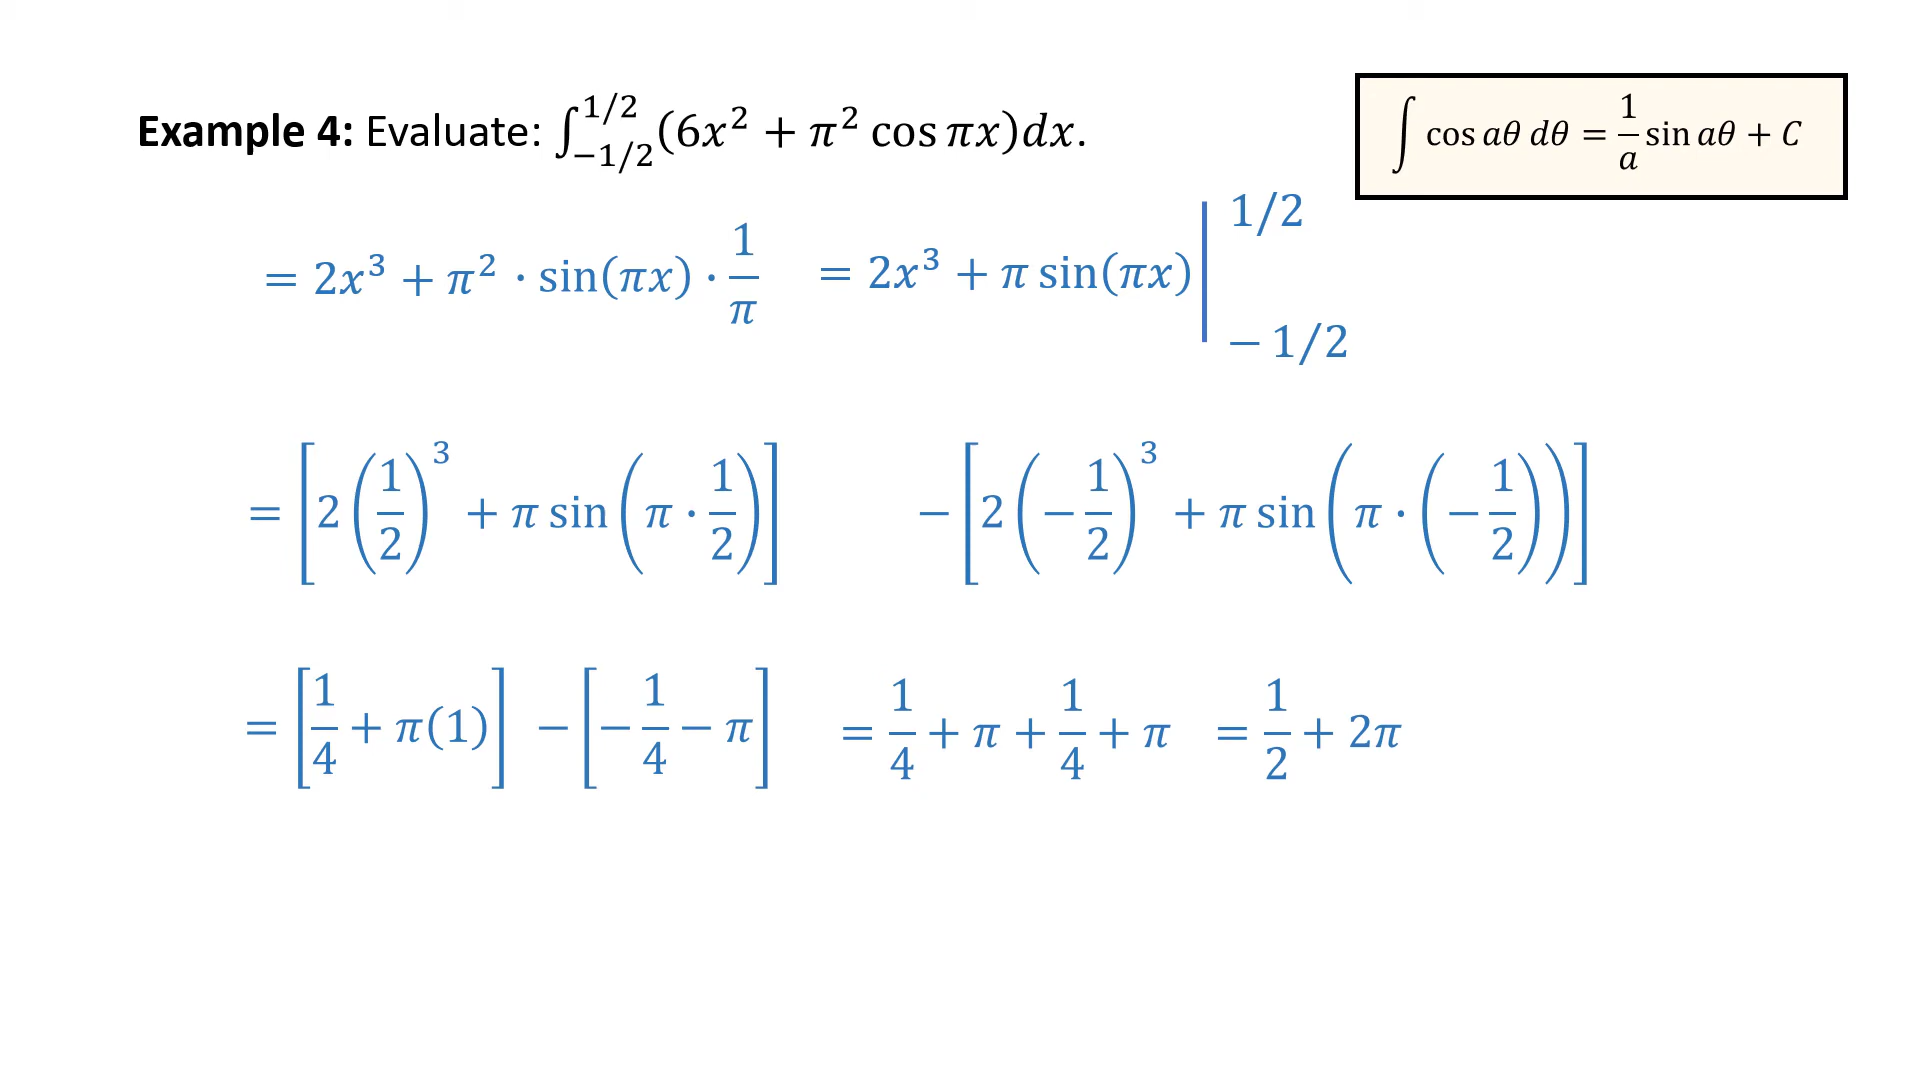 Example 4: Evaluate: ∫_{−1/2}^{1/2} (6x² + π² cos πx)dx.
∫ cos aθ dθ = 1/a sin aθ + C
= 2x³ + π² · sin(πx) · 1/π = 2x³ + π sin(πx) | 1/2 − 1/2
= [2(1/2)³ + π sin(π · 1/2)] − [2(−1/2)³ + π sin(π · (−1/2))]
= [1/4 + π(1)] − [−1/4 − π] = 1/4 + π + 1/4 + π = 1/2 + 2π